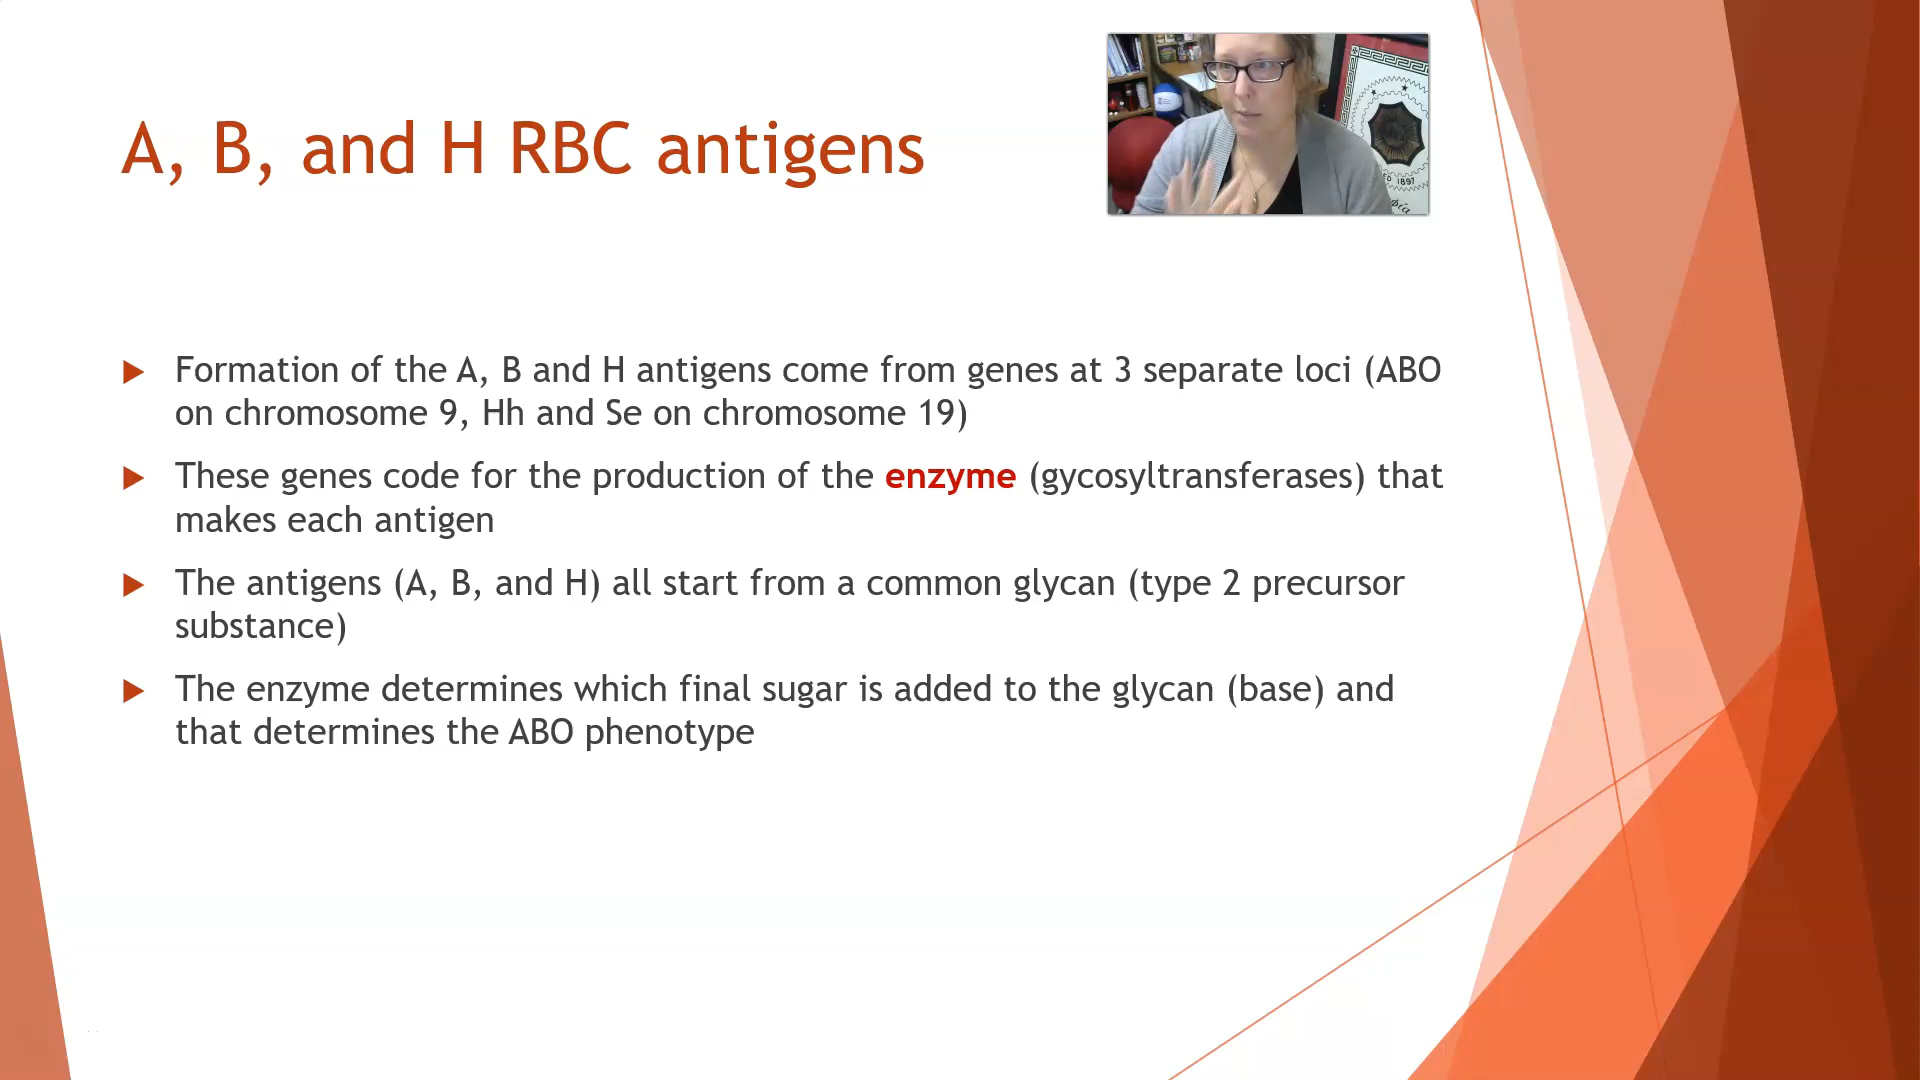 A, B, and H RBC antigens
ED 1897
Formation of the A, B and H antigens come from genes at 3 separate loci (ABO
on chromosome 9, Hh and Se on chromosome 19)
These genes code for the production of the enzyme (gycosyltransferases) that
makes each antigen
The antigens (A, B, and H) all start from a common glycan (type 2 precursor
substance)
The enzyme determines which final sugar is added to the glycan (base) and
that determines the ABO phenotype